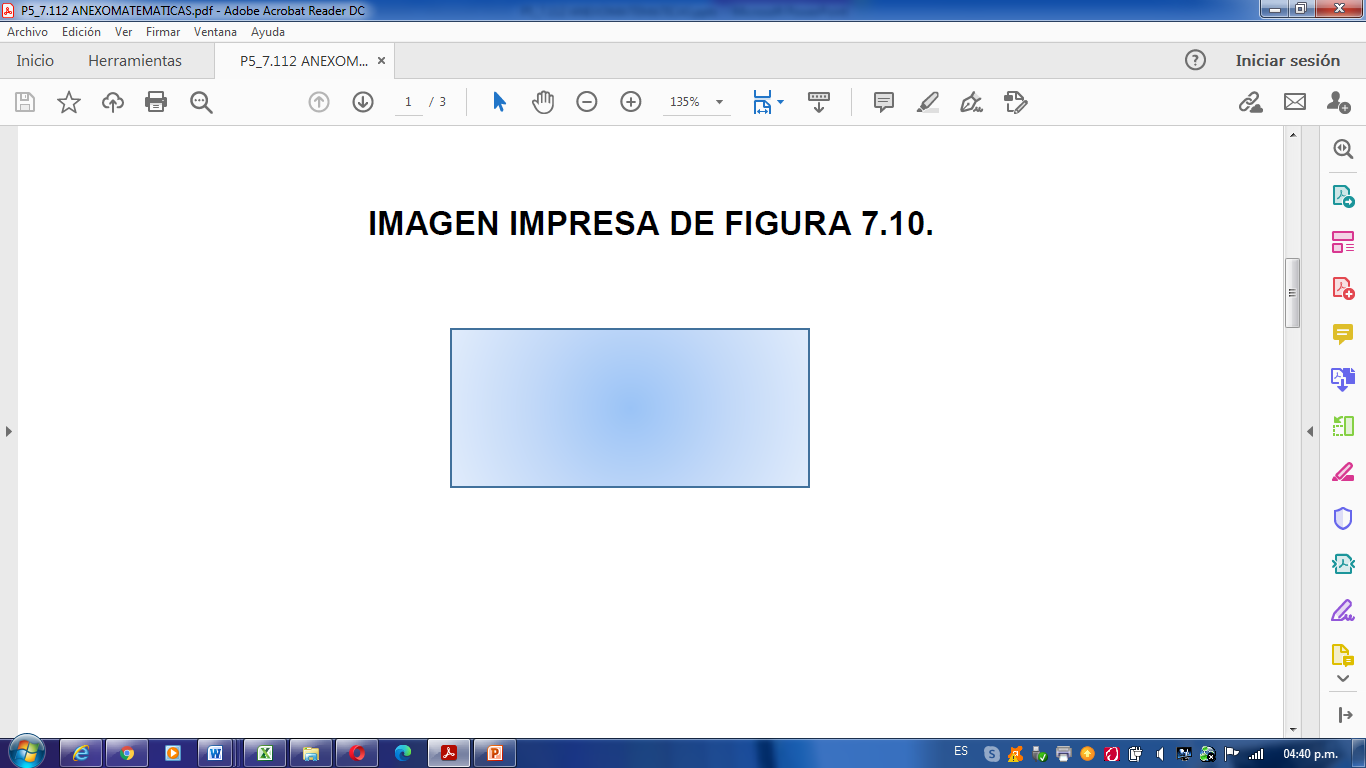 P5_7.112 ANEXOMATEMATICAS.pdf - Adobe Acrobat Reader DC
Archivo Edición Ver Firmar Ventana Ayuda
Inicio Herramientas P5_7.112 ANEXOM... × ? Iniciar sesión
1 / 3 135%
IMAGEN IMPRESA DE FIGURA 7.10.
ES 04:40 p.m.